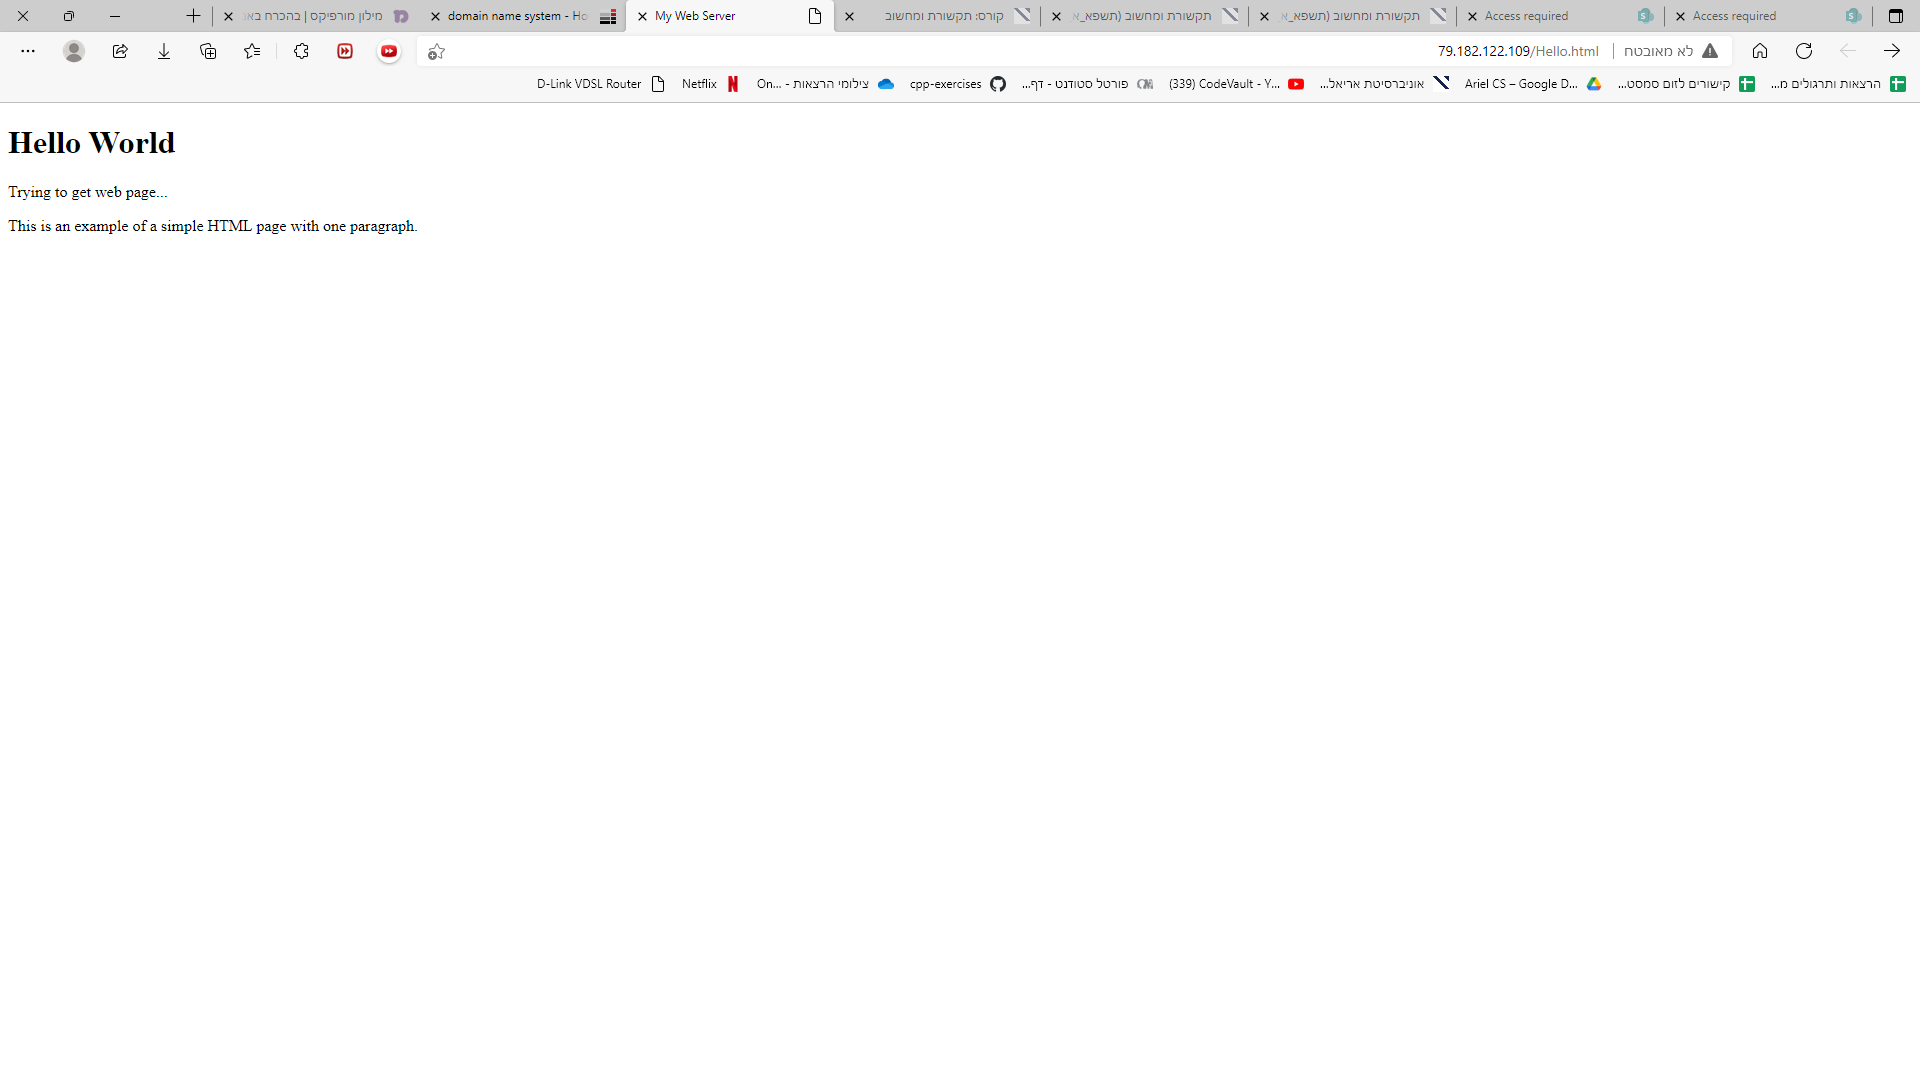 Access required
Access required
תקשורת ומחשוב (תשפא_א
תקשורת ומחשוב (תשפא_א
קורס: תקשורת ומחשוב
My Web Server
domain name system - Ho
מילון מורפיקס | בהכרח באנ
לא מאובטח 79.182.122.109/Hello.html
הרצאות ותרגולים מ... קישורים לזום סמסט... Ariel CS – Google D... אוניברסיטת אריאל... (339) CodeVault - Y... פורטל סטודנט - דף... cpp-exercises צילומי הרצאות - On... Netflix D-Link VDSL Router
Hello World
Trying to get web page...
This is an example of a simple HTML page with one paragraph.